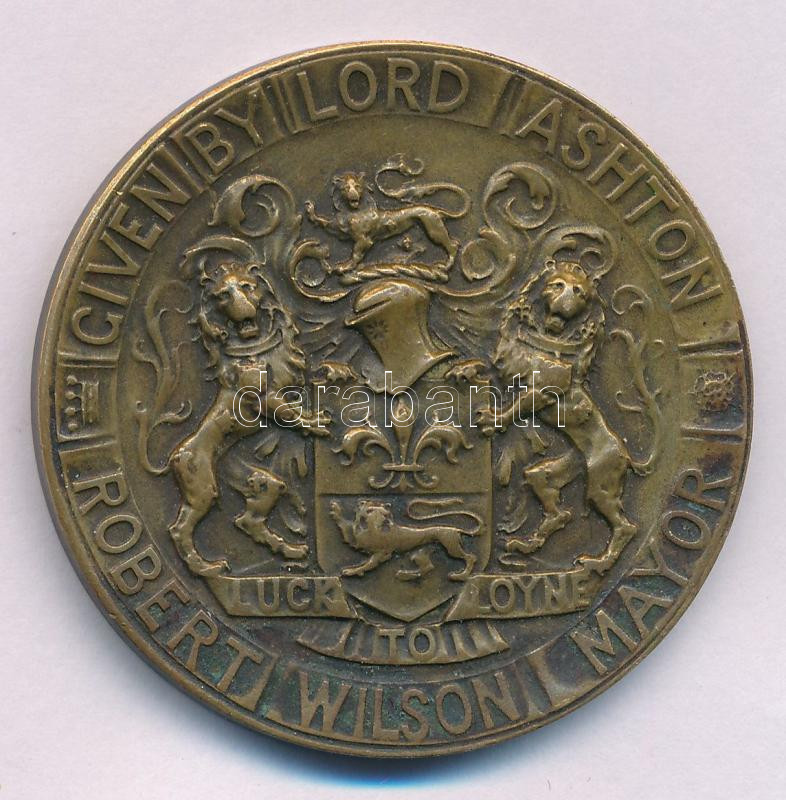 GIVEN BY LORD ASHTON
ROBERT WILSON MAYOR
LUCK TO LOYNE
darabanth